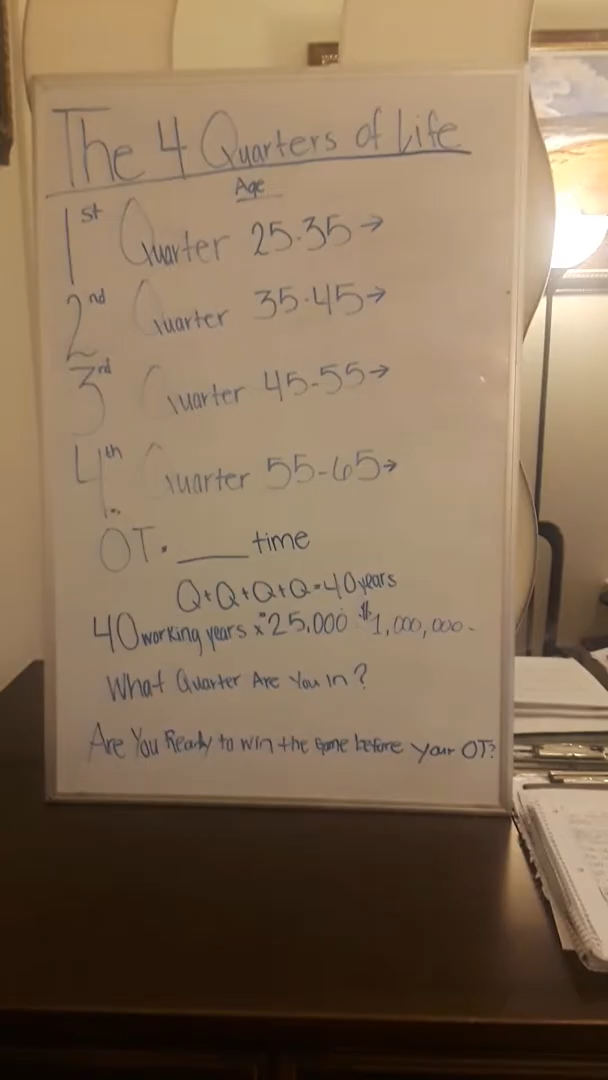 The 4 Quarters of Life
Age
1st Quarter 25-35→
2nd Quarter 35-45→
3rd Quarter 45-55→
4th Quarter 55-65→
OT. ____ time
Q+Q+Q+Q=40 years
40 working years x 25,000 $1,000,000-
What Quarter Are You in?
Are You Ready to win the game before your OT?